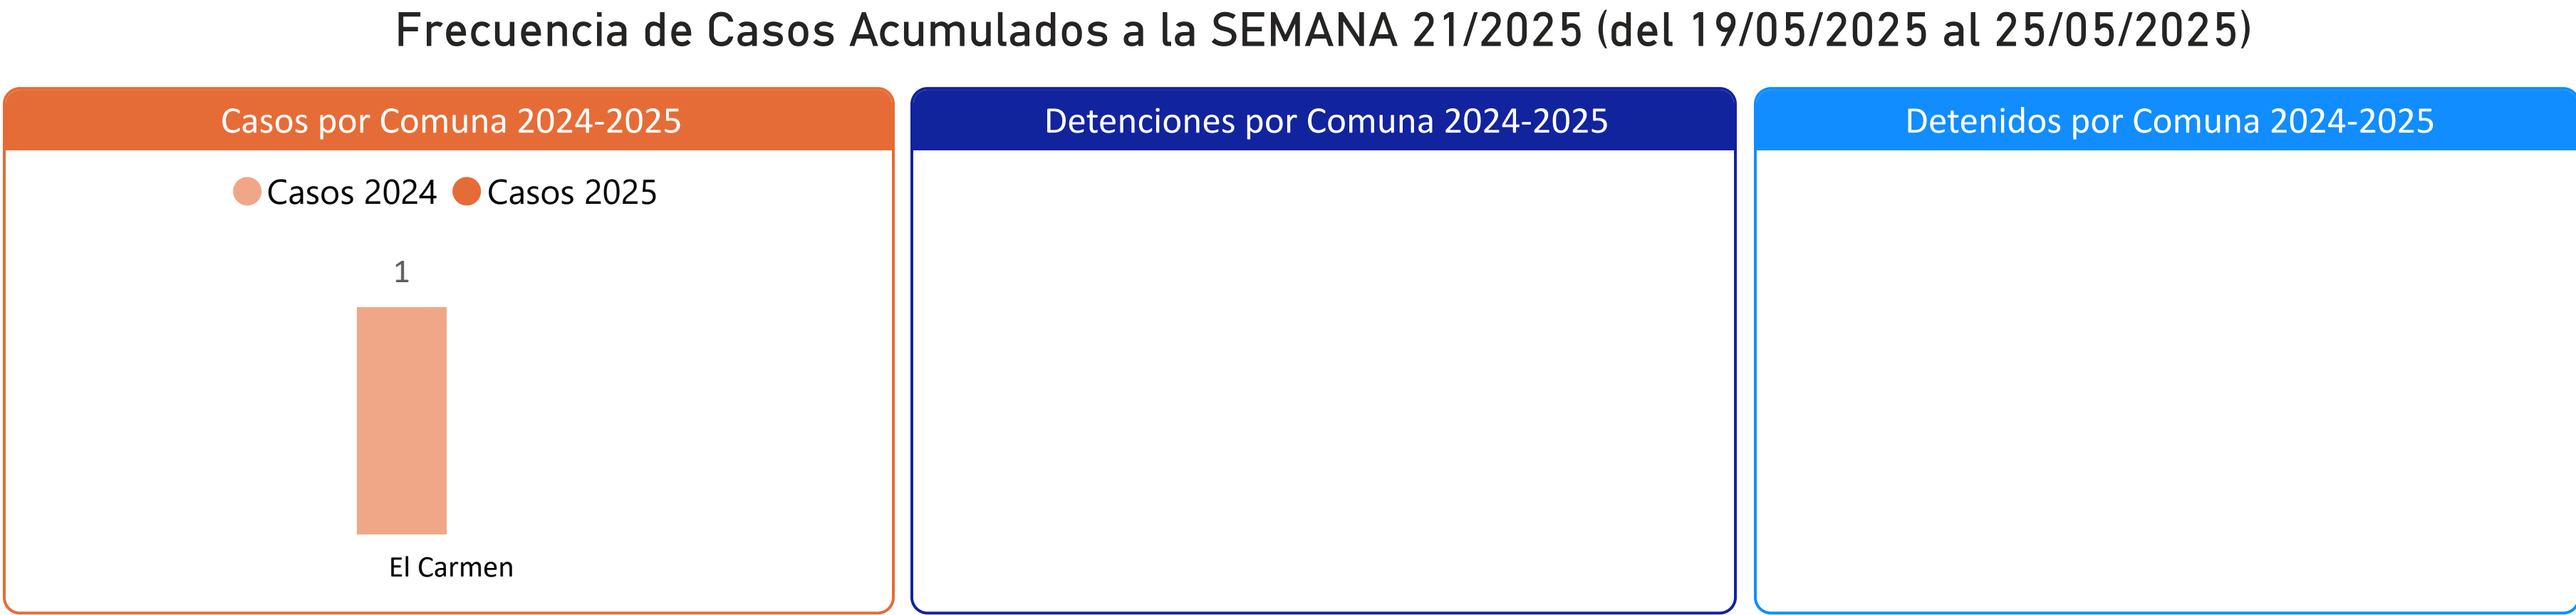 Frecuencia de Casos Acumulados a la SEMANA 21/2025 (del 19/05/2025 al 25/05/2025)
Casos por Comuna 2024-2025
Casos 2024 Casos 2025
1
El Carmen
Detenciones por Comuna 2024-2025
Detenidos por Comuna 2024-2025